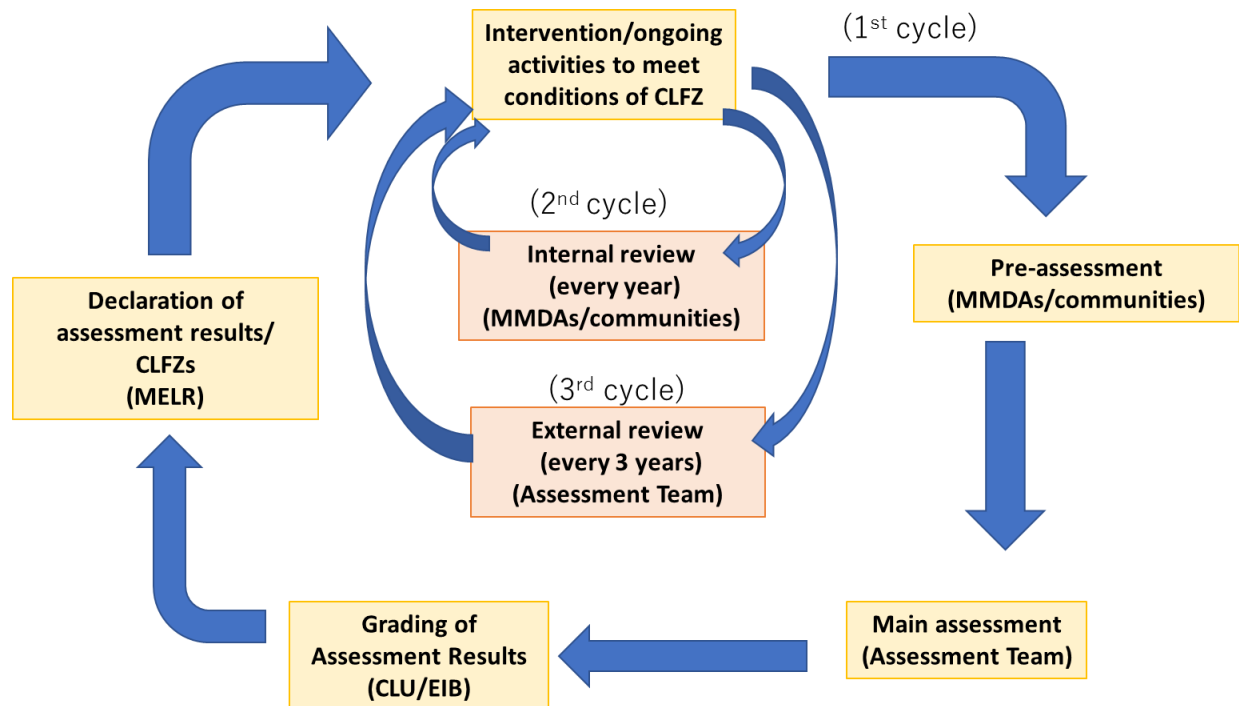 Intervention/ongoing
activities to meet
conditions of CLFZ
(1st cycle)
(2nd cycle)
Internal review
(every year)
(MMDAs/communities)
Pre-assessment
(MMDAs/communities)
Declaration of
assessment results/
CLFZs
(MELR)
(3rd cycle)
External review
(every 3 years)
(Assessment Team)
Grading of
Assessment Results
(CLU/EIB)
Main assessment
(Assessment Team)